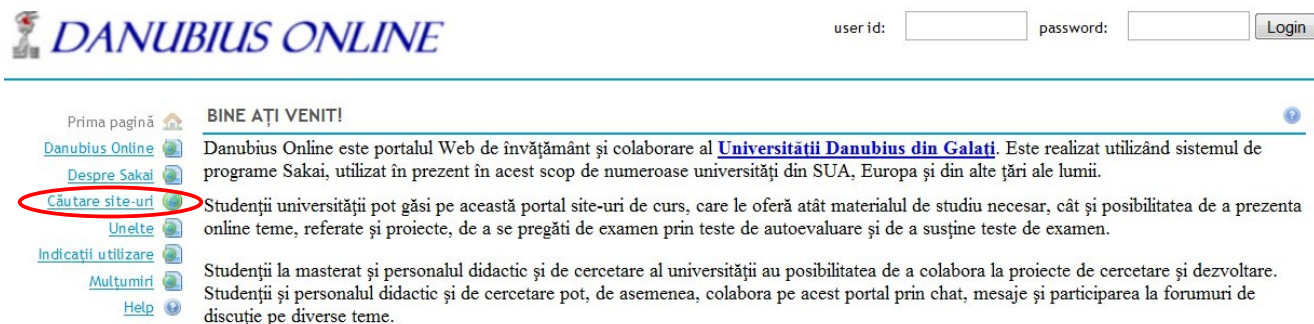 DANUBIUS ONLINE
user id:
password:
Login
Prima pagină
Danubius Online
Despre Sakai
Căutare site-uri
Unelte
Indicații utilizare
Mulțumiri
Help
BINE AȚI VENIT!
Danubius Online este portalul Web de învățământ și colaborare al Universității Danubius din Galați. Este realizat utilizând sistemul de
programe Sakai, utilizat în prezent în acest scop de numeroase universități din SUA, Europa și din alte țări ale lumii.
Studenții universității pot găsi pe această portal site-uri de curs, care le oferă atât materialul de studiu necesar, cât și posibilitatea de a prezenta
online teme, referate și proiecte, de a se pregăti de examen prin teste de autoevaluare și de a susține teste de examen.
Studenții la masterat și personalul didactic și de cercetare al universității au posibilitatea de a colabora la proiecte de cercetare și dezvoltare.
Studenții și personalul didactic și de cercetare pot, de asemenea, colabora pe acest portal prin chat, mesaje și participarea la forumuri de
discuție pe diverse teme.